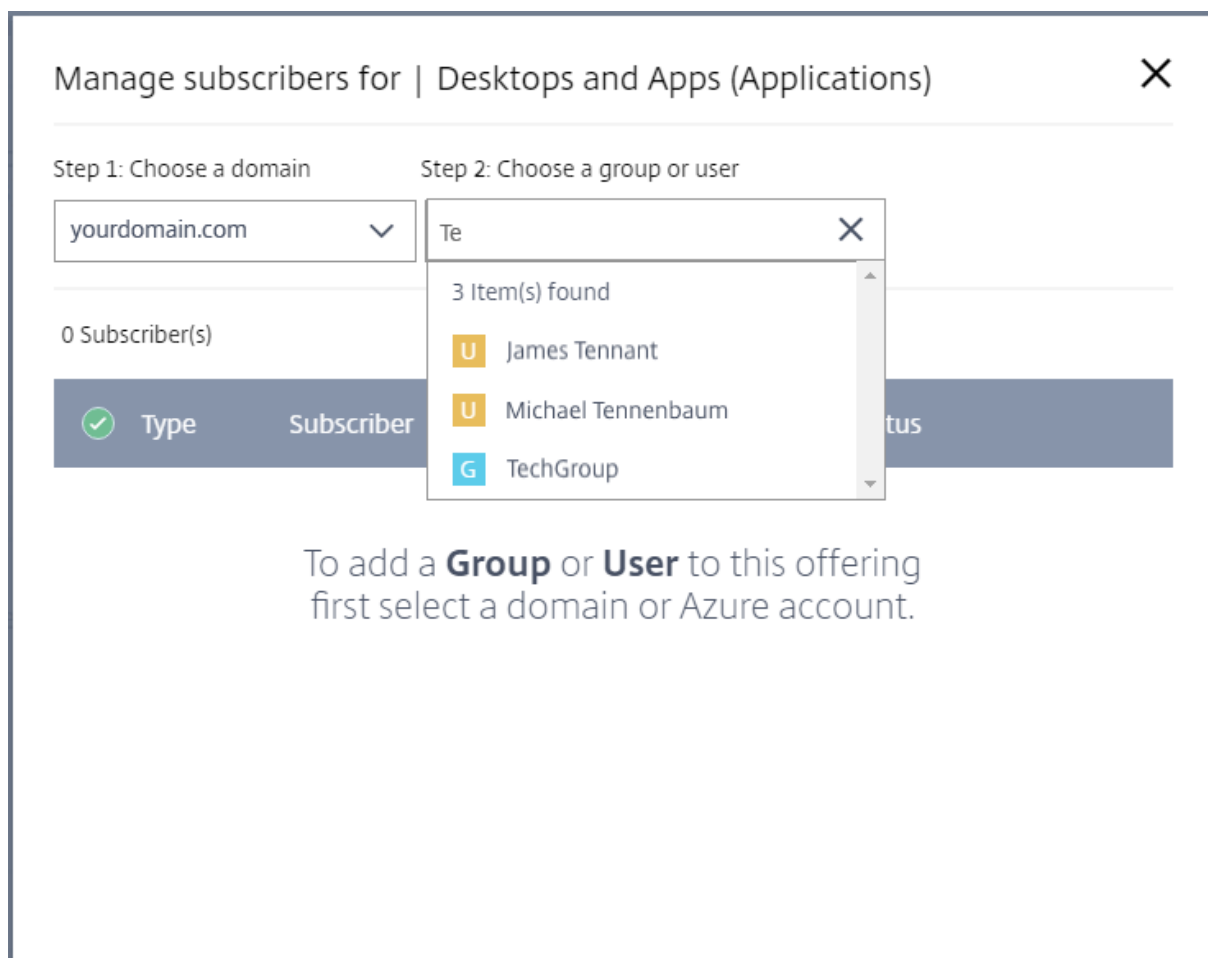 Manage subscribers for | Desktops and Apps (Applications)
Step 1: Choose a domain Step 2: Choose a group or user
yourdomain.com Te
3 Item(s) found
0 Subscriber(s)
U James Tennant
U Michael Tennenbaum
Type Subscriber tus
G TechGroup
To add a Group or User to this offering
first select a domain or Azure account.